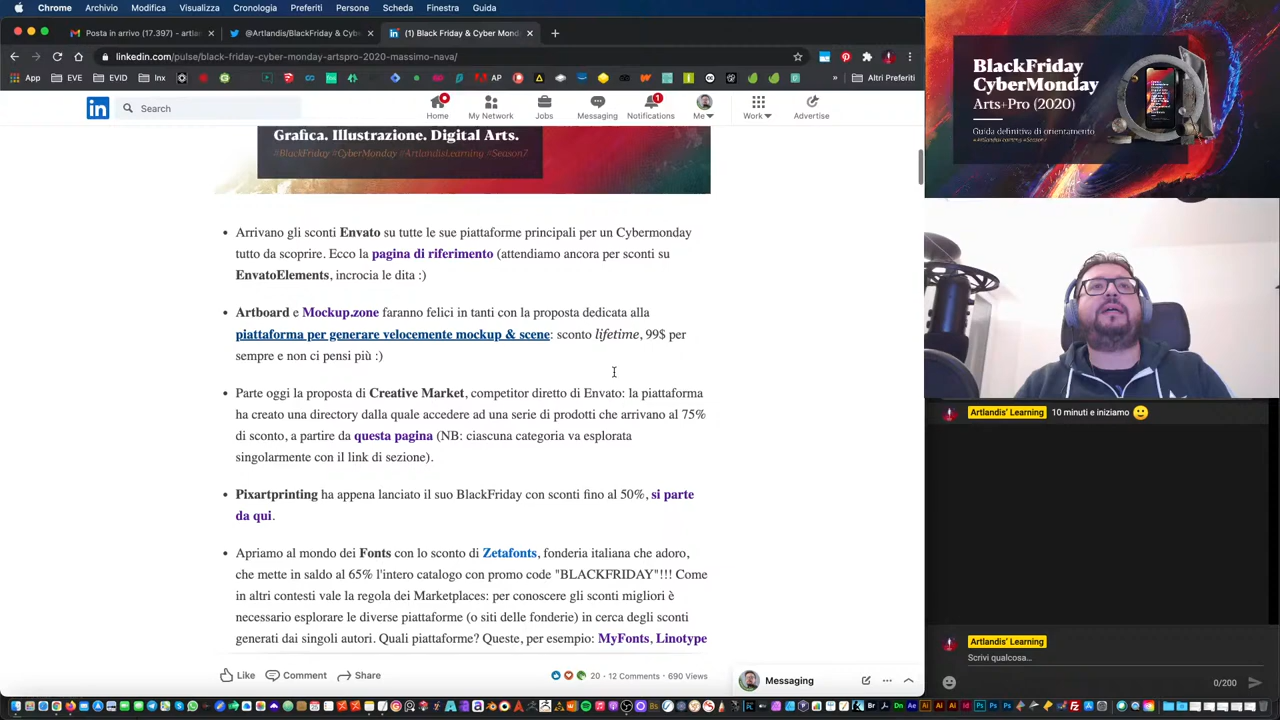 Chrome Archivio Modifica Visualizza Cronologia Preferiti Persone Scheda Finestra Guida
Posta in arrivo (17.397) - artlan
@Artlandis/BlackFriday & Cybe
(1) Black Friday & Cyber Monda
linkedin.com/pulse/black-friday-cyber-mondayartspro-2020-massimo-nava/
App EVE EVEDI Inx
Altri Preferiti
Search
Home My Network Jobs Messaging Notifications Me Work Advertise
Grafica. Illustrazione. Digital Arts.
#BlackFriday #CyberMonday #ArtlandisLearning #Season7
Arrivano gli sconti Envato su tutte le sue piattaforme principali per un Cybermonday
tutto da scoprire. Ecco la pagina di riferimento (attendiamo ancora per sconti su
EnvatoElements, incrocia le dita :)
Artboard e Mockup.zone faranno felici in tanti con la proposta dedicata alla
piattaforma per generare velocemente mockup & scene: sconto lifetime, 99$ per
sempre e non ci pensi più :)
Parte oggi la proposta di Creative Market, competitor diretto di Envato: la piattaforma
ha creato una directory dalla quale accedere ad una serie di prodotti che arrivano al 75%
di sconto, a partire da questa pagina (NB: ciascuna categoria va esplorata
singolarmente con il link di sezione).
Pixartprinting ha appena lanciato il suo BlackFriday con sconti fino al 50%, si parte
da qui.
Apriamo al mondo dei Fonts con lo sconto di Zetafonts, fonderia italiana che adoro,
che mette in saldo al 65% l'intero catalogo con promo code "BLACKFRIDAY"!!! Come
in altri contesti vale la regola dei Marketplaces: per conoscere gli sconti migliori è
necessario esplorare le diverse piattaforme (o siti delle fonderie) in cerca degli sconti
generati dai singoli autori. Quali piattaforme? Queste, per esempio: MyFonts, Linotype
Like Comment Share
20 · 12 Comments · 690 Views
Messaging
BlackFriday
CyberMonday
Arts+Pro (2020)
Guida definitiva di orientamento
Artlandis' Learning 10 minuti e iniziamo
Artlandis' Learning
Scrivi qualcosa...
0/200